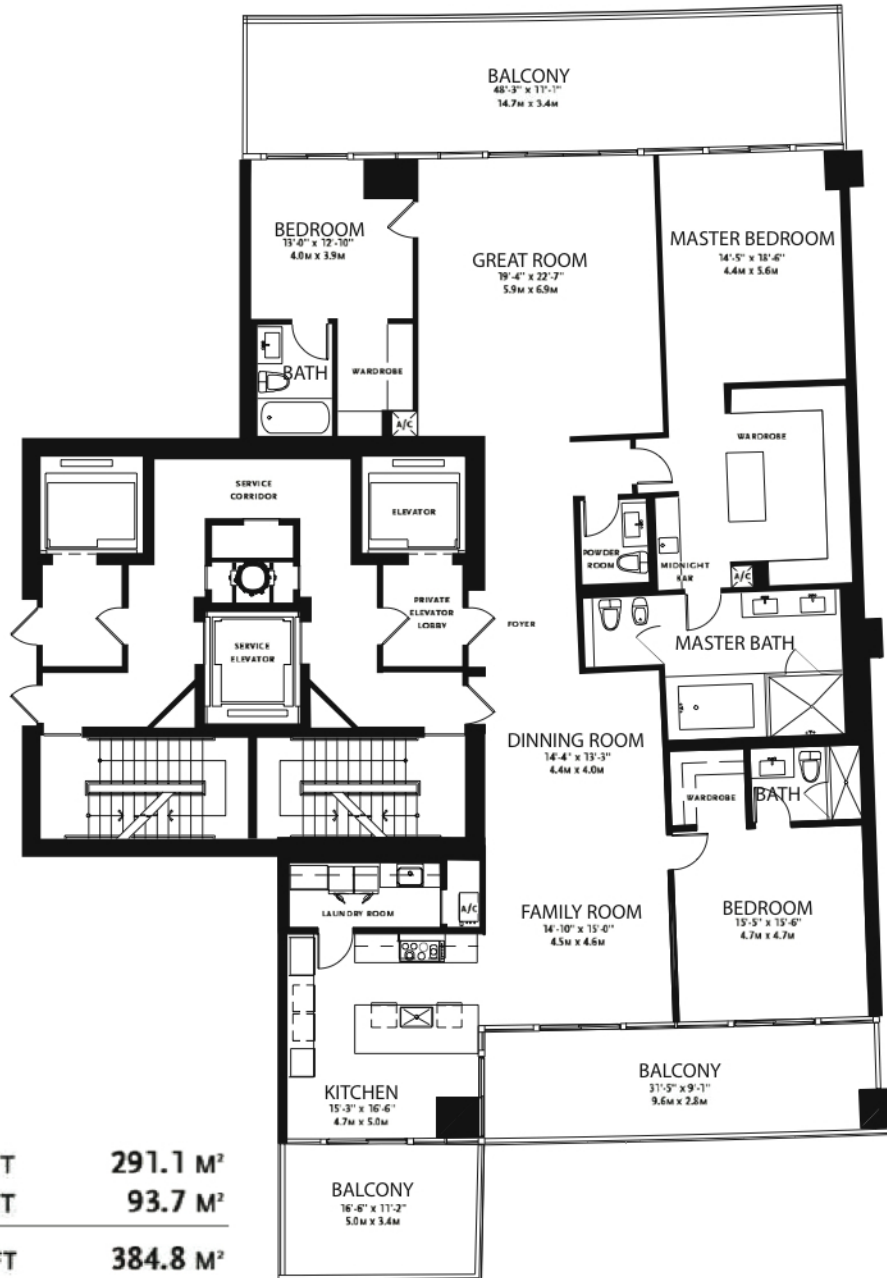 BALCONY
48'-3" x 11'-1"
14.7M x 3.4M
BEDROOM
13'-0" x 12'-10"
4.0M x 3.9M
GREAT ROOM
19'-4" x 22'-7"
5.9M x 6.9M
MASTER BEDROOM
14'-5" x 18'-6"
4.4M x 5.6M
BATH
WARDROBE
A/C
WARDROBE
SERVICE
CORRIDOR
ELEVATOR
POWDER
ROOM
MIDNIGHT
BAR
A/C
PRIVATE
ELEVATOR
LOBBY
FOYER
SERVICE
ELEVATOR
MASTER BATH
DINNING ROOM
14'-4" x 13'-3"
4.4M x 4.0M
WARDROBE
BATH
LAUNDRY ROOM
A/C
FAMILY ROOM
14'-10" x 15'-0"
4.5M x 4.6M
BEDROOM
15'-5" x 15'-6"
4.7M x 4.7M
KITCHEN
15'-3" x 16'-6"
4.7M x 5.0M
BALCONY
31'-5" x 9'-1"
9.6M x 2.8M
BALCONY
16'-6" x 11'-2"
5.0M x 3.4M
T 291.1 M²
T 93.7 M²
FT 384.8 M²